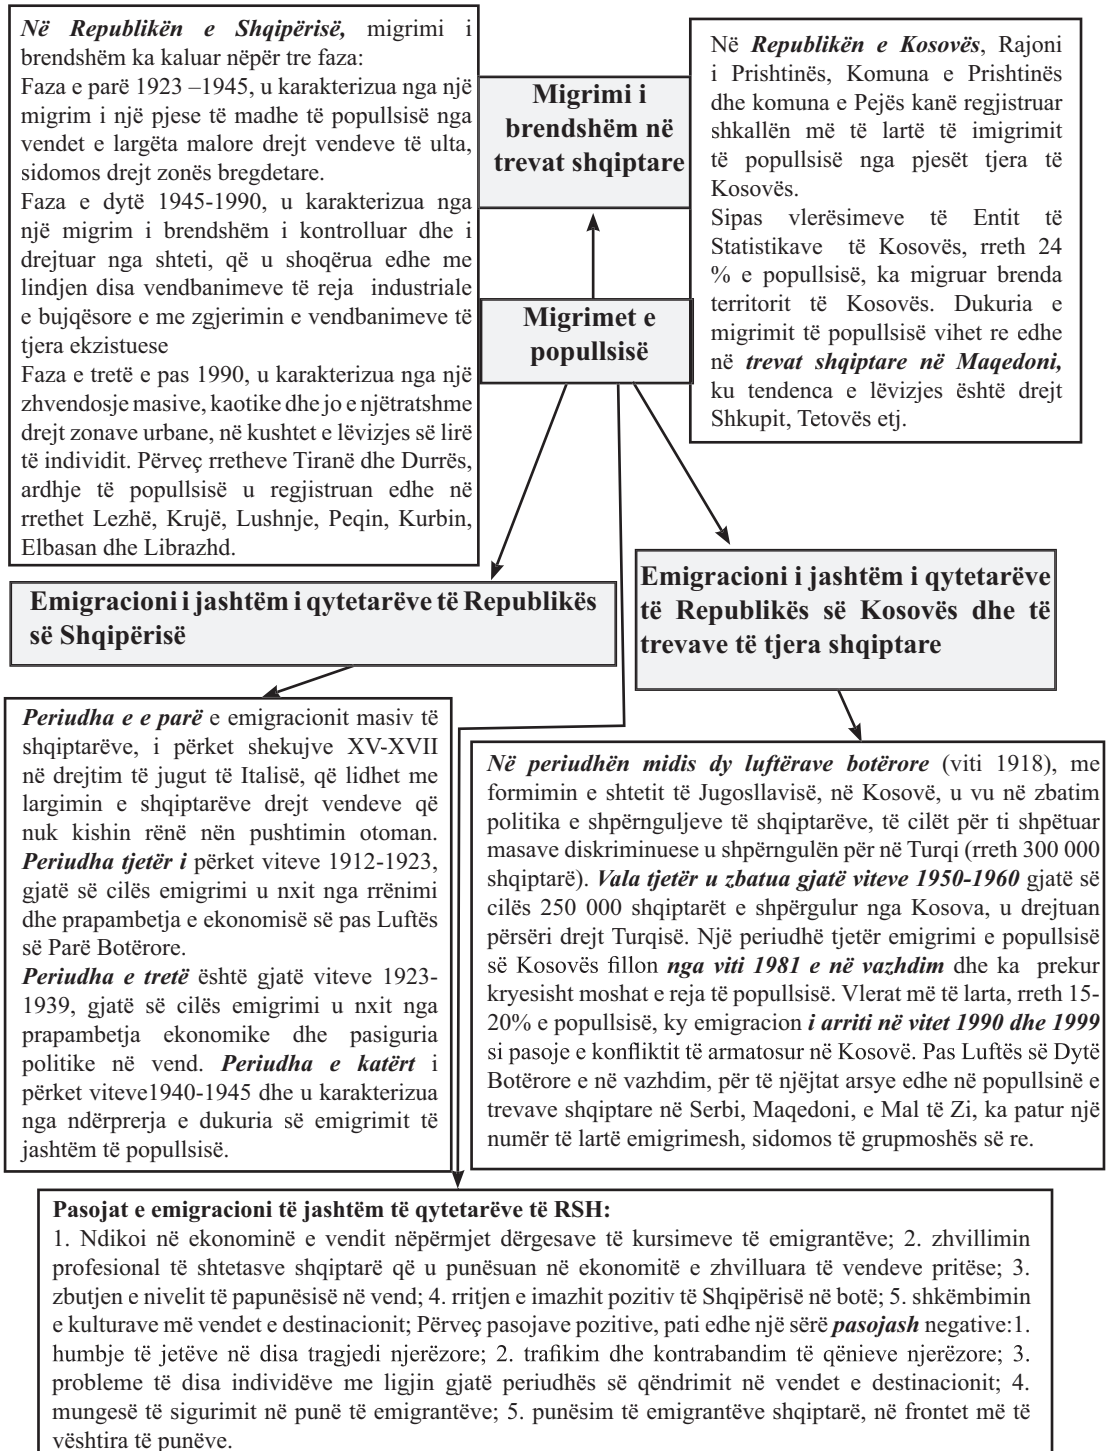 Në Republikën e Shqipërisë, migrimi i
brendshëm ka kaluar nëpër tre faza:
Faza e parë 1923 –1945, u karakterizua nga një
migrim i një pjese të madhe të popullsisë nga
vendet e largëta malore drejt vendeve të ulta,
sidomos drejt zonës bregdetare.
Faza e dytë 1945-1990, u karakterizua nga
një migrim i brendshëm i kontrolluar dhe i
drejtuar nga shteti, që u shoqërua edhe me
lindjen disa vendbanimeve të reja industriale
e bujqësore e me zgjerimin e vendbanimeve të
tjera ekzistuese
Faza e tretë e pas 1990, u karakterizua nga një
zhvendosje masive, kaotike dhe jo e njëtratshme
drejt zonave urbane, në kushtet e lëvizjes së lirë
të individit. Përveç rretheve Tiranë dhe Durrës,
ardhje të popullsisë u regjistruan edhe në
rrethet Lezhë, Krujë, Lushnje, Peqin, Kurbin,
Elbasan dhe Librazhd.
Migrimi i
brendshëm në
trevat shqiptare
Në Republikën e Kosovës, Rajoni
i Prishtinës, Komuna e Prishtinës
dhe komuna e Pejës kanë regjistruar
shkallën më të lartë të imigrimit
të popullsisë nga pjesët tjera të
Kosovës.
Sipas vlerësimeve të Entit të
Statistikave të Kosovës, rreth 24
% e popullsisë, ka migruar brenda
territorit të Kosovës. Dukuria e
migrimit të popullsisë vihet re edhe
në trevat shqiptare në Maqedoni,
ku tendenca e lëvizjes është drejt
Shkupit, Tetovës etj.
Migrimet e
popullsisë
Emigracioni i jashtëm i qytetarëve të Republikës
së Shqipërisë
Emigracioni i jashtëm i qytetarëve
të Republikës së Kosovës dhe të
trevave të tjera shqiptare
Periudha e e parë e emigracionit masiv të
shqiptarëve, i përket shekujve XV-XVII
në drejtim të jugut të Italisë, që lidhet me
largimin e shqiptarëve drejt vendeve që
nuk kishin rënë nën pushtimin otoman.
Periudha tjetër i përket viteve 1912-1923,
gjatë së cilës emigrimi u nxit nga rrënimi
dhe prapambetja e ekonomisë së pas Luftës
së Parë Botërore.
Periudha e tretë është gjatë viteve 1923-
1939, gjatë së cilës emigrimi u nxit nga
prapambetja ekonomike dhe pasiguria
politike në vend. Periudha e katërt i
përket viteve1940-1945 dhe u karakterizua
nga ndërprerja e dukuria së emigrimit të
jashtëm të popullsisë.
Në periudhën midis dy luftërave botërore (viti 1918), me
formimin e shtetit të Jugosllavisë, në Kosovë, u vu në zbatim
politika e shpërnguljeve të shqiptarëve, të cilët për ti shpëtuar
masave diskriminuese u shpërngulën për në Turqi (rreth 300 000
shqiptarë). Vala tjetër u zbatua gjatë viteve 1950-1960 gjatë së
cilës 250 000 shqiptarët e shpërgulur nga Kosova, u drejtuan
përsëri drejt Turqisë. Një periudhë tjetër emigrimi e popullsisë
së Kosovës fillon nga viti 1981 e në vazhdim dhe ka prekur
kryesisht moshat e reja të popullsisë. Vlerat më të larta, rreth 15-
20% e popullsisë, ky emigracion i arriti në vitet 1990 dhe 1999
si pasoje e konfliktit të armatosur në Kosovë. Pas Luftës së Dytë
Botërore e në vazhdim, për të njëjtat arsye edhe në popullsinë e
trevave shqiptare në Serbi, Maqedoni, e Mal të Zi, ka patur një
numër të lartë emigrimesh, sidomos të grupmoshës së re.
Pasojat e emigracioni të jashtëm të qytetarëve të RSH:
1. Ndikoi në ekonominë e vendit nëpërmjet dërgesave të kursimeve të emigrantëve; 2. zhvillimin
profesional të shtetasve shqiptarë që u punësuan në ekonomitë e zhvilluara të vendeve pritëse; 3.
zbutjen e nivelit të papunësisë në vend; 4. rritjen e imazhit pozitiv të Shqipërisë në botë; 5. shkëmbimin
e kulturave më vendet e destinacionit; Përveç pasojave pozitive, pati edhe një sërë pasojash negative:1.
humbje të jetëve në disa tragjedi njerëzore; 2. trafikim dhe kontrabandim të qënieve njerëzore; 3.
probleme të disa individëve me ligjin gjatë periudhës së qëndrimit në vendet e destinacionit; 4.
mungesë të sigurimit në punë të emigrantëve; 5. punësim të emigrantëve shqiptarë, në frontet më të
vështira të punëve.